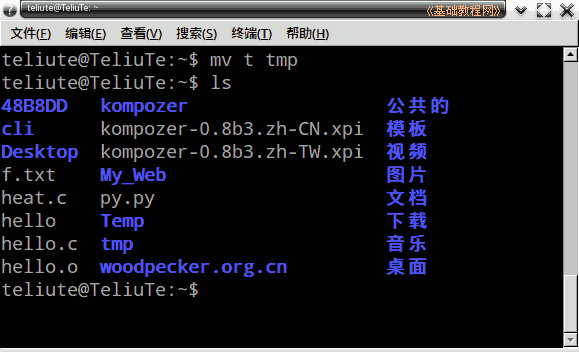 teliute@TeliuTe: ~ 《基础教程网》
文件(F) 编辑(E) 查看(V) 搜索(S) 终端(T) 帮助(H)
teliute@TeliuTe:~$ mv t tmp
teliute@TeliuTe:~$ ls
48B8DD kompozer 公共的
cli kompozer-0.8b3.zh-CN.xpi 模板
Desktop kompozer-0.8b3.zh-TW.xpi 视频
f.txt My_Web 图片
heat.c py.py 文档
hello Temp 下载
hello.c tmp 音乐
hello.o woodpecker.org.cn 桌面
teliute@TeliuTe:~$